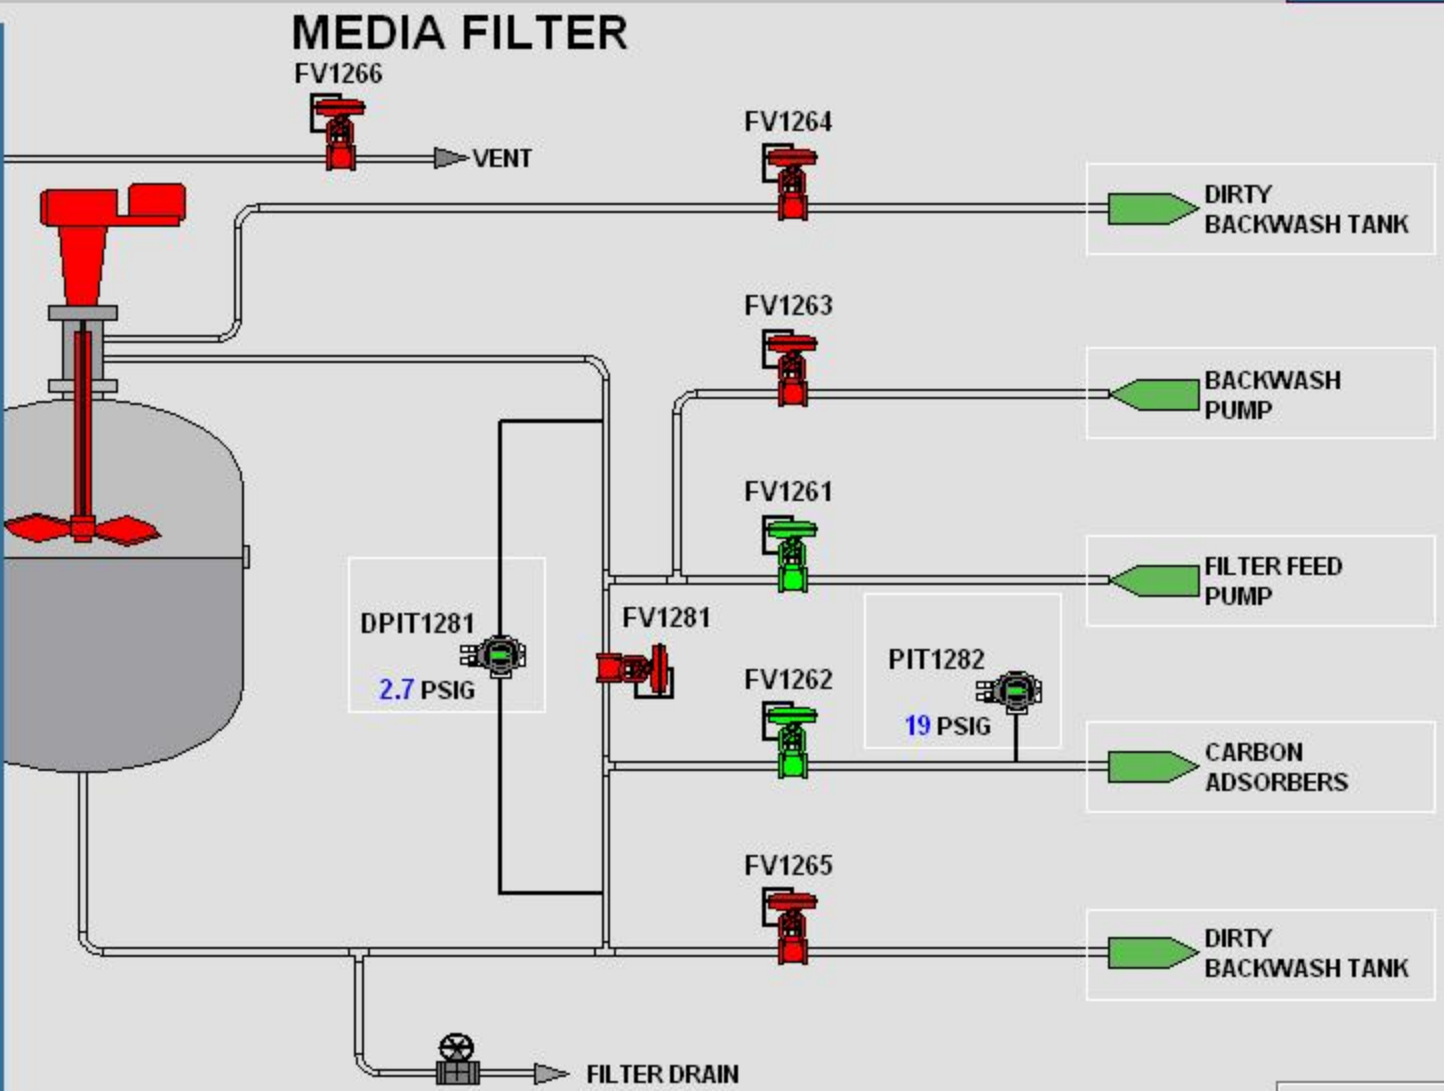 MEDIA FILTER
FV1266
VENT
FV1264
DIRTY
BACKWASH TANK
FV1263
BACKWASH
PUMP
FV1261
FILTER FEED
PUMP
DPIT1281
2.7 PSIG
FV1281
FV1262
PIT1282
19 PSIG
CARBON
ADSORBERS
FV1265
DIRTY
BACKWASH TANK
FILTER DRAIN